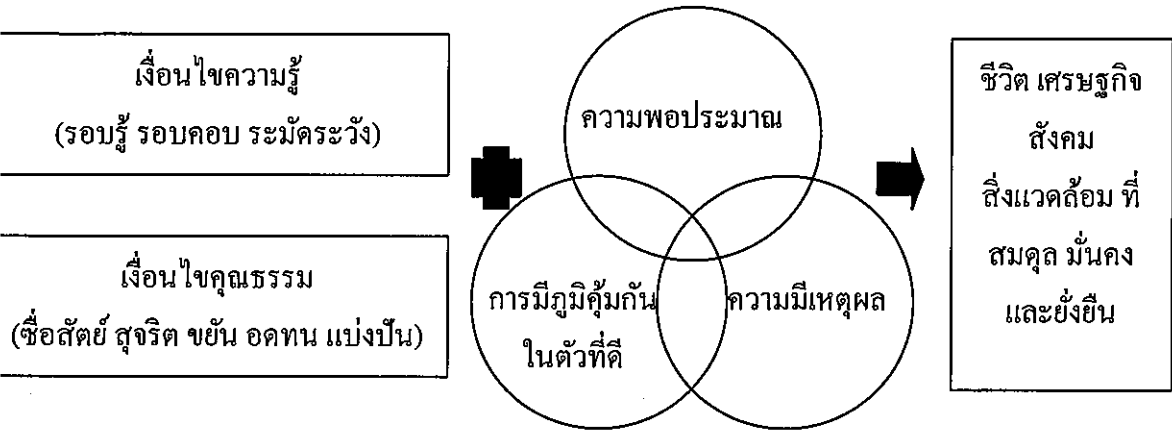 เงื่อนไขความรู้
(รอบรู้ รอบคอบ ระมัดระวัง)
เงื่อนไขคุณธรรม
(ซื่อสัตย์ สุจริต ขยัน อดทน แบ่งปัน)
ความพอประมาณ
การมีภูมิคุ้มกัน
ในตัวที่ดี
ความมีเหตุผล
ชีวิต เศรษฐกิจ
สังคม
สิ่งแวดล้อม ที่
สมดุล มั่นคง
และยั่งยืน